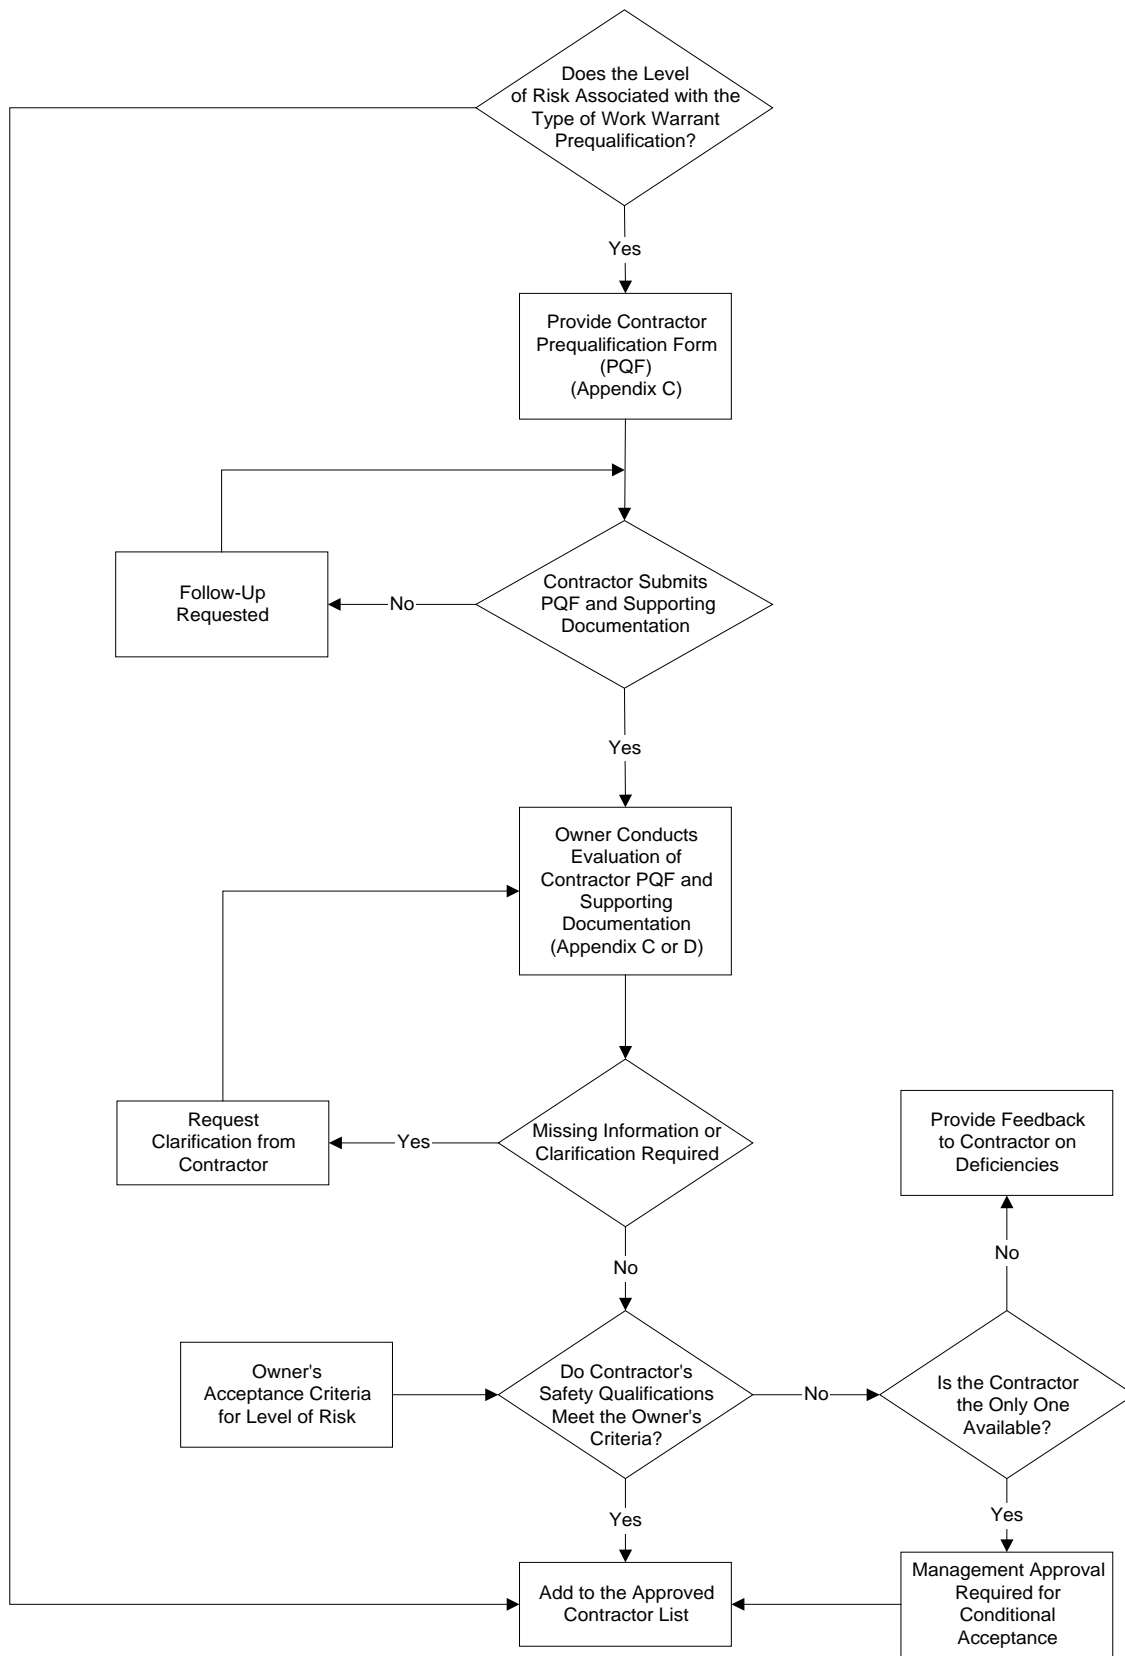 Does the Level
of Risk Associated with the
Type of Work Warrant
Prequalification?
Yes
Provide Contractor
Prequalification Form
(PQF)
(Appendix C)
Follow-Up
Requested
No
Contractor Submits
PQF and Supporting
Documentation
Yes
Owner Conducts
Evaluation of
Contractor PQF and
Supporting
Documentation
(Appendix C or D)
Request
Clarification from
Contractor
Yes
Missing Information or
Clarification Required
Provide Feedback
to Contractor on
Deficiencies
No
No
Owner's
Acceptance Criteria
for Level of Risk
Do Contractor's
Safety Qualifications
Meet the Owner's
Criteria?
No
Is the Contractor
the Only One
Available?
Yes
Yes
Add to the Approved
Contractor List
Management Approval
Required for
Conditional
Acceptance